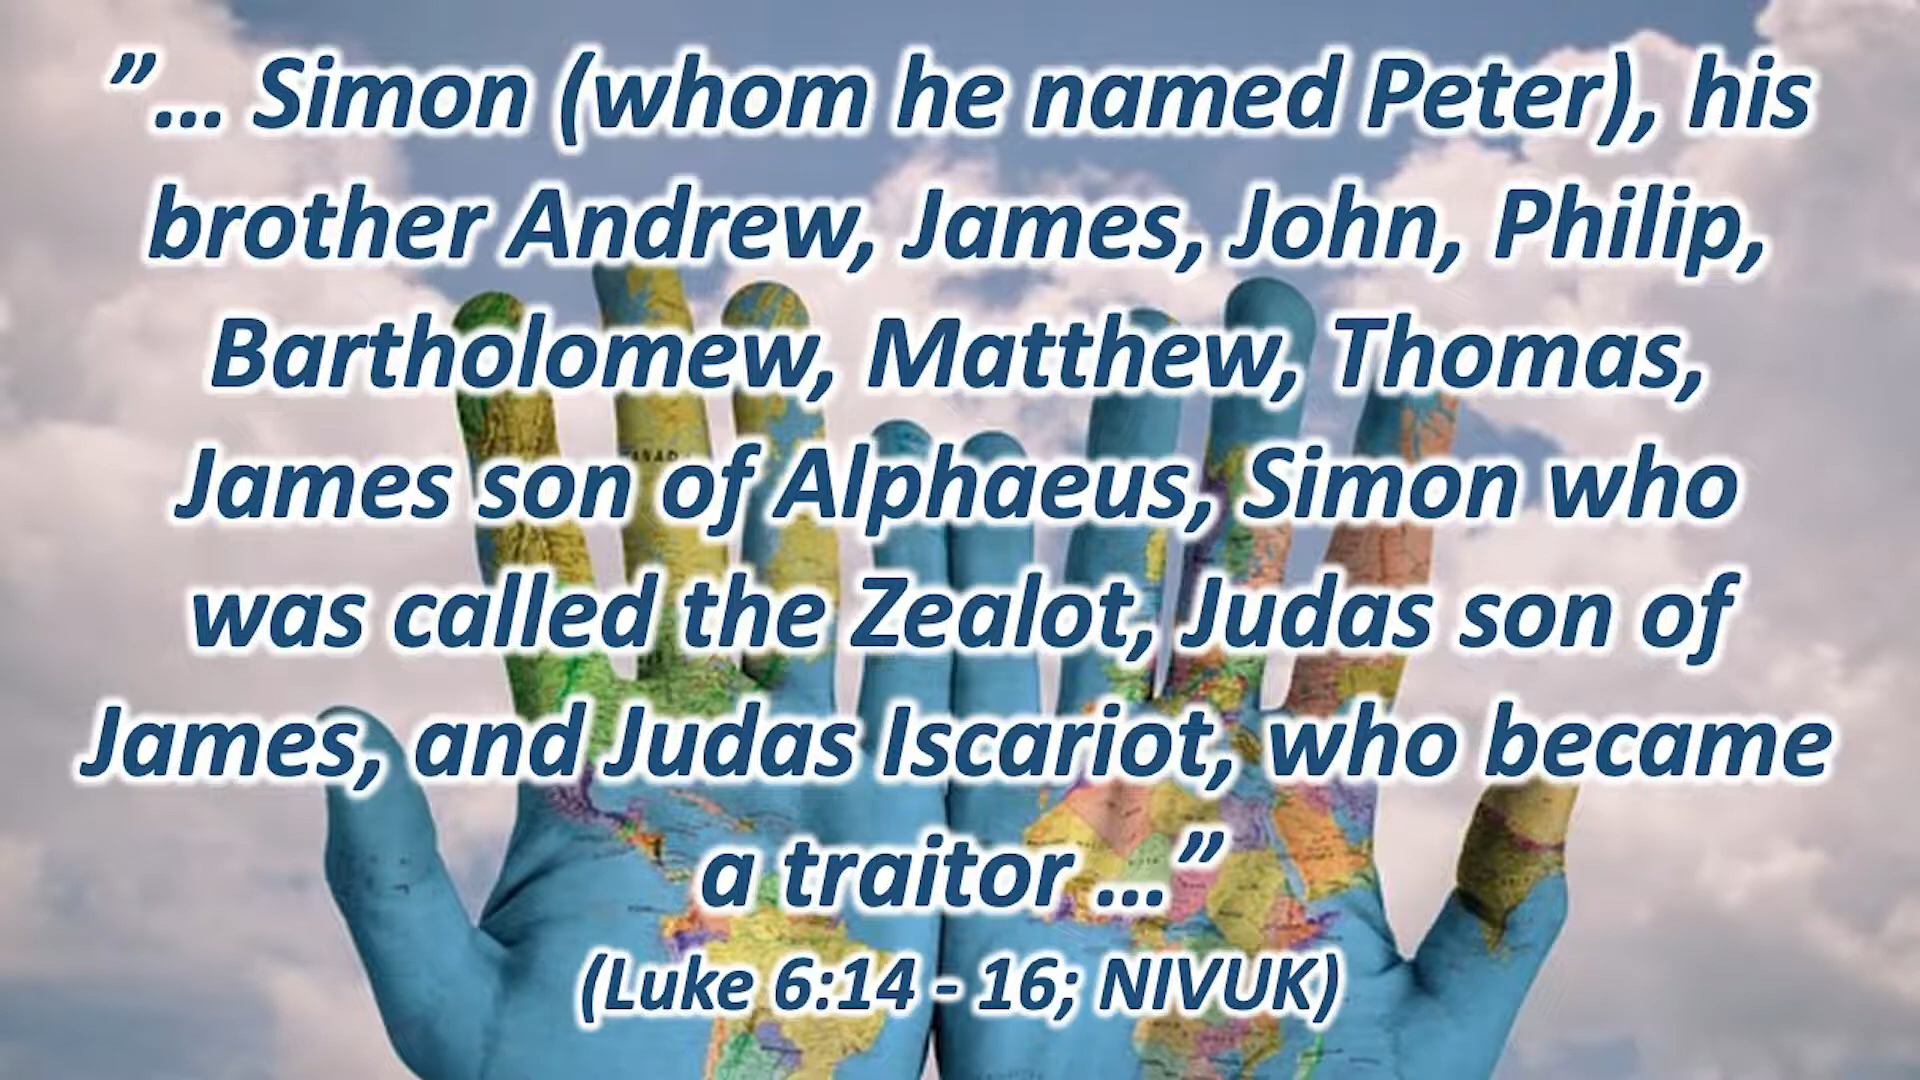 ”... Simon (whom he named Peter), his
brother Andrew, James, John, Philip,
Bartholomew, Matthew, Thomas,
James son of Alphaeus, Simon who
was called the Zealot, Judas son of
James, and Judas Iscariot, who became
a traitor ...”
(Luke 6:14 - 16; NIVUK)